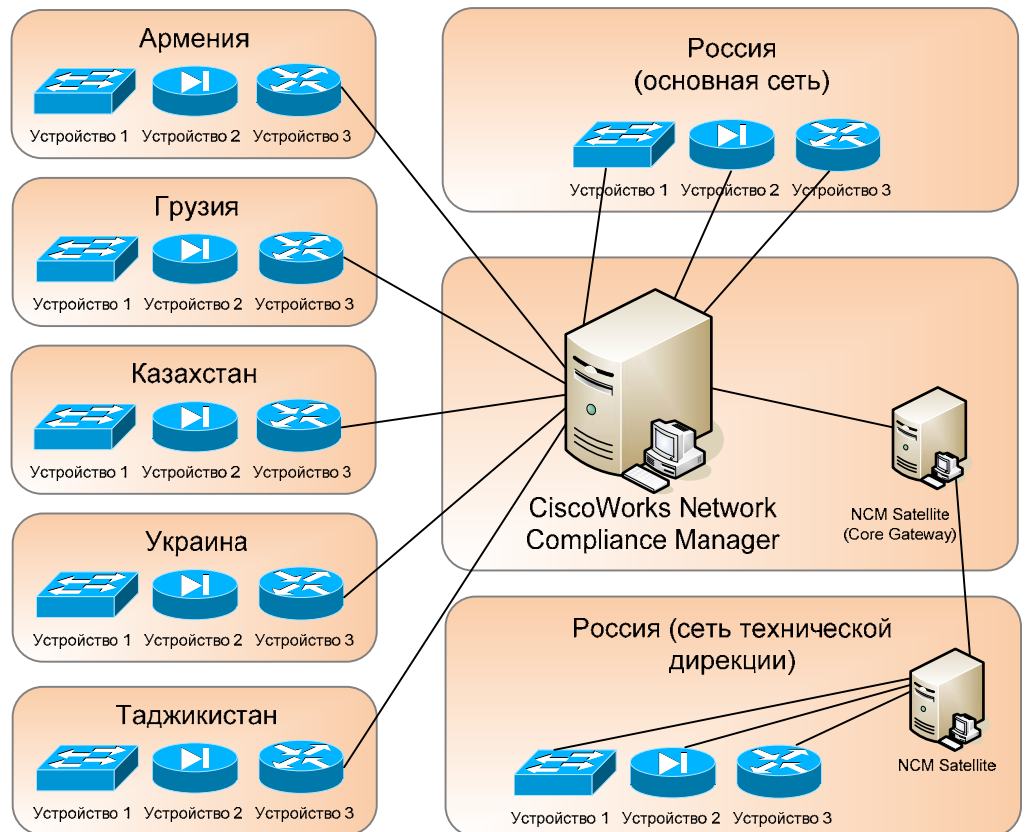 Армения
Устройство 1 Устройство 2 Устройство 3
Грузия
Устройство 1 Устройство 2 Устройство 3
Казахстан
Устройство 1 Устройство 2 Устройство 3
Украина
Устройство 1 Устройство 2 Устройство 3
Таджикистан
Устройство 1 Устройство 2 Устройство 3
Россия
(основная сеть)
Устройство 1 Устройство 2 Устройство 3
CiscoWorks Network
Compliance Manager
NCM Satellite
(Core Gateway)
Россия (сеть технической
дирекции)
NCM Satellite
Устройство 1 Устройство 2 Устройство 3